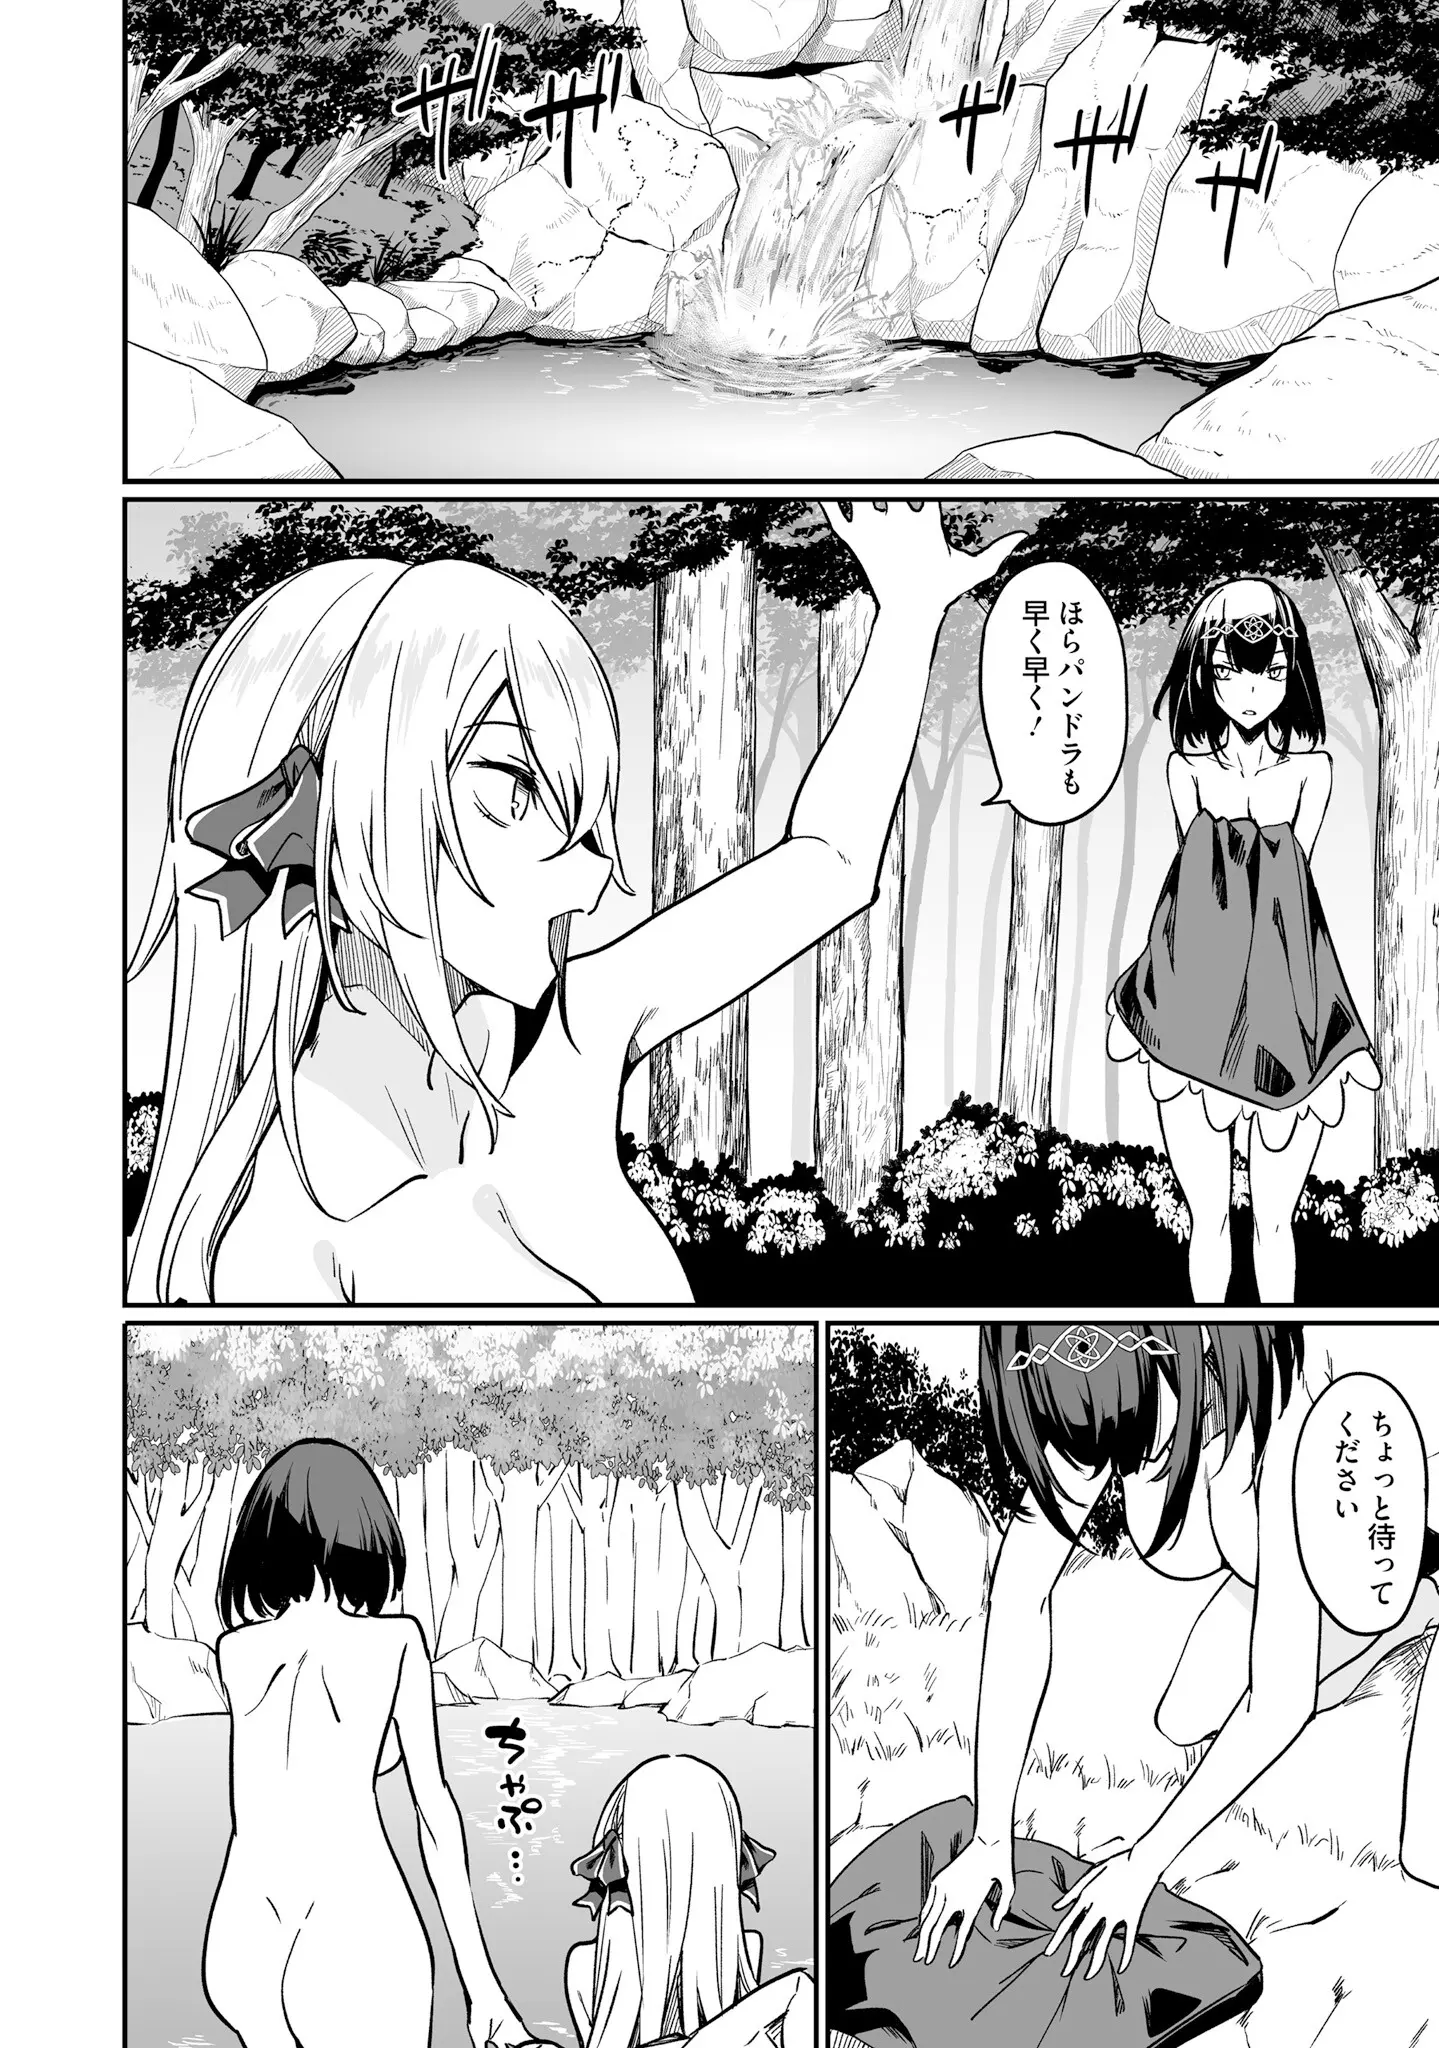 ザザザザザ
ほらパンドラも
早く早く！
ちょっと待って
ください
ちゃぷ…